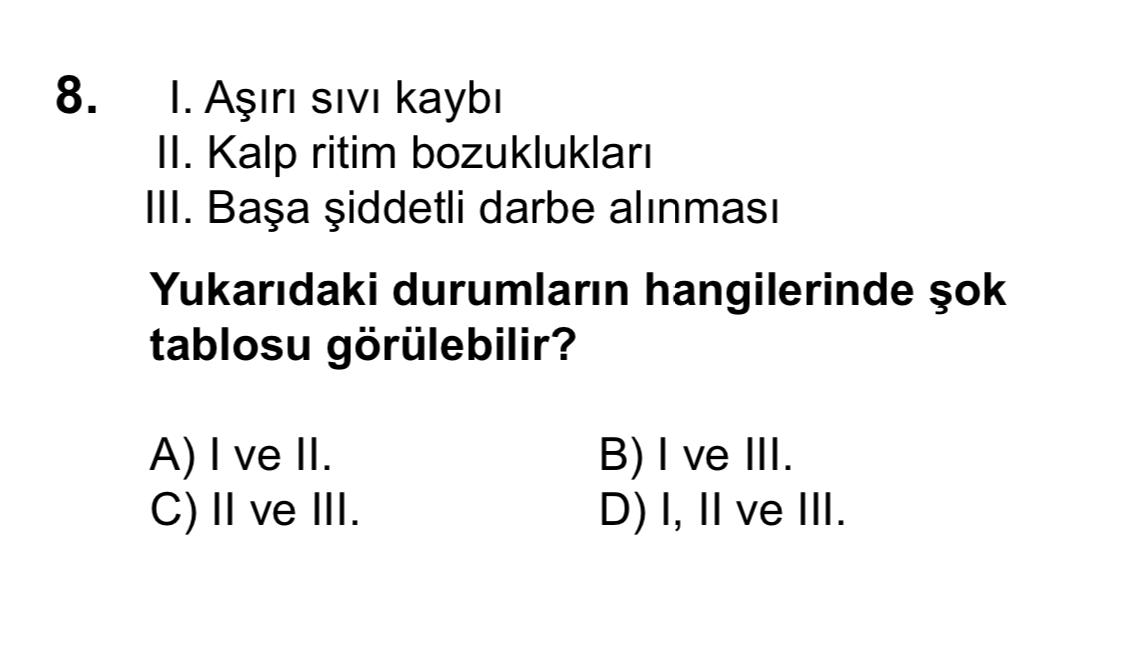 8. I. Aşırı sıvı kaybı
II. Kalp ritim bozuklukları
III. Başa şiddetli darbe alınması
Yukarıdaki durumların hangilerinde şok
tablosu görülebilir?
A) I ve II. B) I ve III.
C) II ve III. D) I, II ve III.